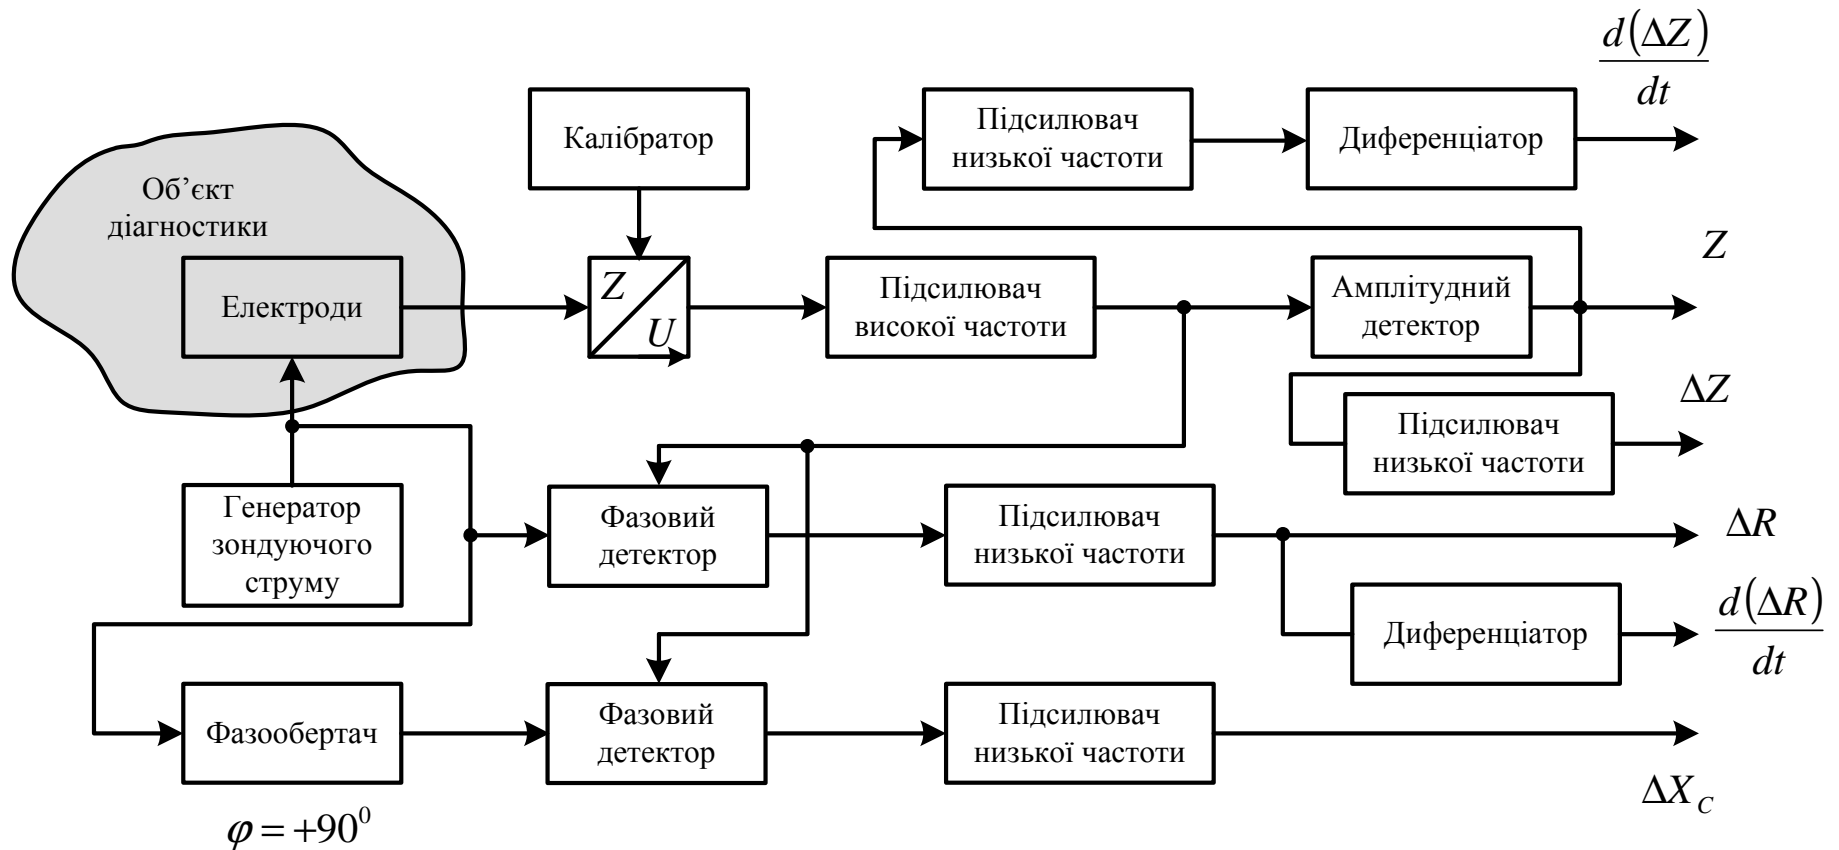 d(ΔZ)
dt
Калібратор
Підсилювач
низької частоти
Диференціатор
Об’єкт
діагностики
Z
Електроди
Z
U
Підсилювач
високої частоти
Амплітудний
детектор
ΔZ
Підсилювач
низької частоти
Генератор
зондуючого
струму
Фазовий
детектор
Підсилювач
низької частоти
ΔR
Диференціатор
d(ΔR)
dt
Фазообертач
Фазовий
детектор
Підсилювач
низької частоти
ΔX_C
φ = +90⁰